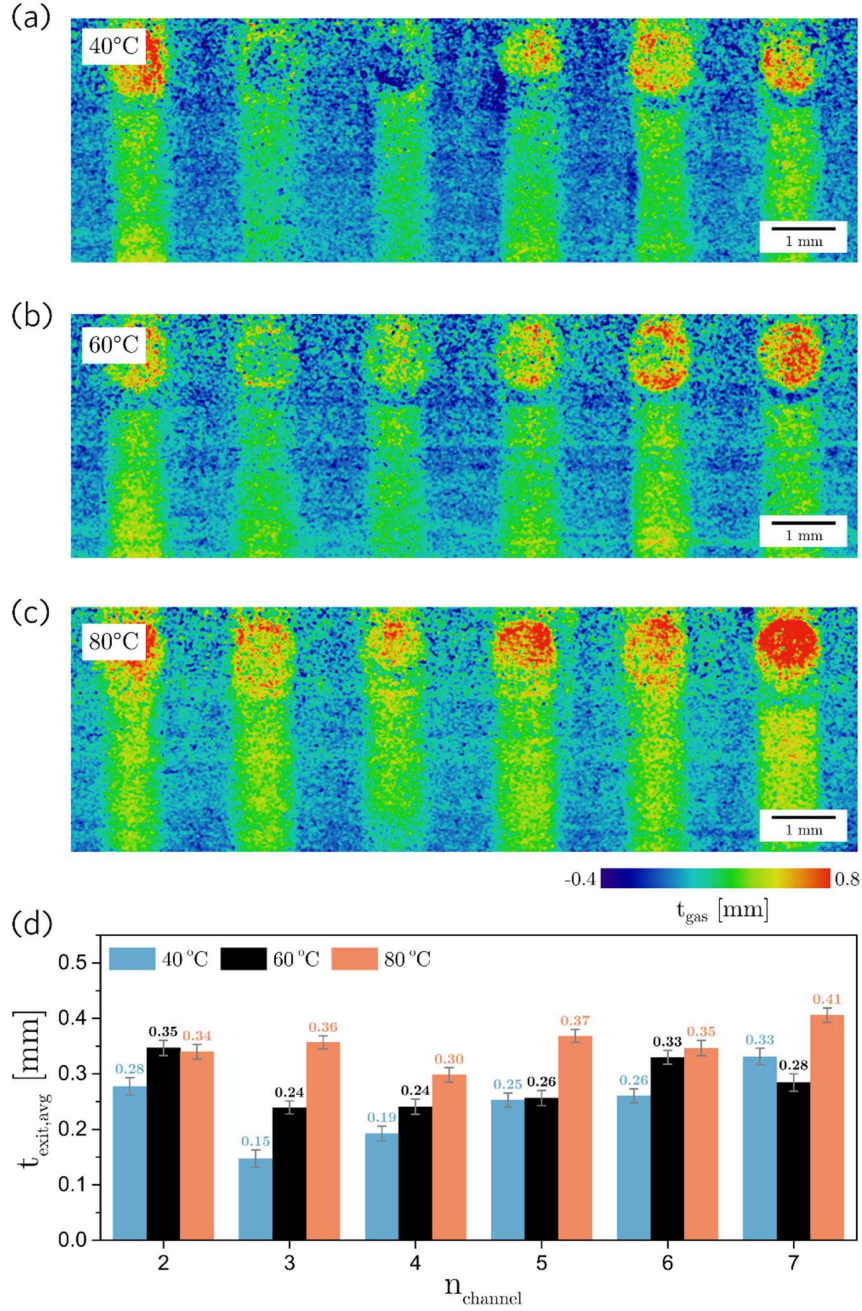 (a)
40°C
1 mm
(b)
60°C
1 mm
(c)
80°C
1 mm
-0.4 0.8
t_gas [mm]
(d)
40 °C 60 °C 80 °C
0.5
0.4
0.3
0.2
0.1
0.0
t_exit,avg [mm]
0.28 0.35 0.34
0.15 0.24 0.36
0.19 0.24 0.30
0.25 0.26 0.37
0.26 0.33 0.35
0.33 0.28 0.41
2 3 4 5 6 7
n_channel